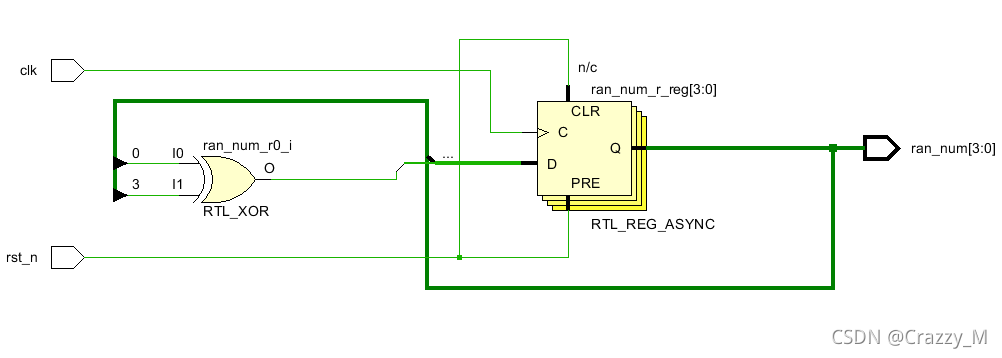 n/c
clk
ran_num_r_reg[3:0]
CLR
C
0
I0
ran_num_r0_i
...
Q
ran_num[3:0]
O
D
3
I1
PRE
RTL_XOR
RTL_REG_ASYNC
rst_n
CSDN @Crazzy_M